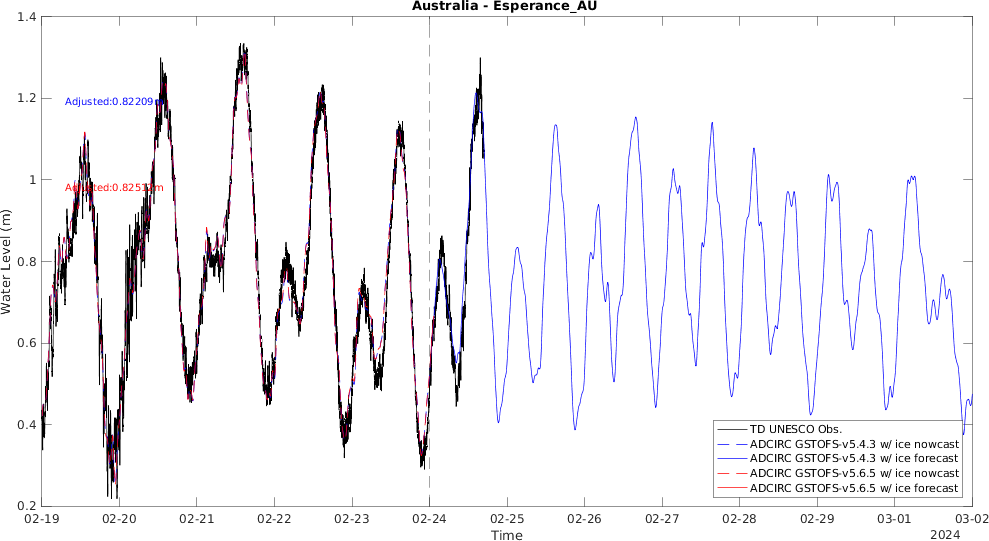 Australia - Esperance_AU
1.4
1.2
1
0.8
0.6
0.4
0.2
Water Level (m)
Adjusted:0.82209m
Adjusted:0.82517m
TD UNESCO Obs.
ADCIRC GSTOFS-v5.4.3 w/ ice nowcast
ADCIRC GSTOFS-v5.4.3 w/ ice forecast
ADCIRC GSTOFS-v5.6.5 w/ ice nowcast
ADCIRC GSTOFS-v5.6.5 w/ ice forecast
02-19 02-20 02-21 02-22 02-23 02-24 02-25 02-26 02-27 02-28 02-29 03-01 03-02
Time
2024